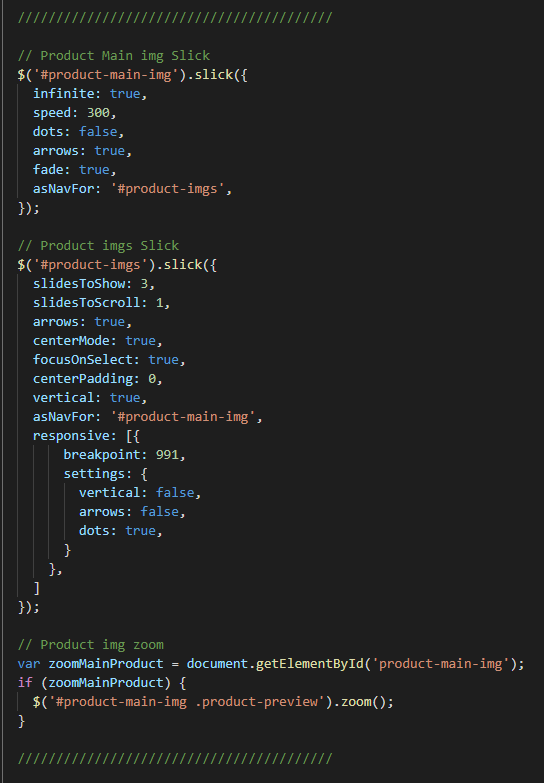 /////////////////////////////////////////
// Product Main img Slick
$('#product-main-img').slick({
  infinite: true,
  speed: 300,
  dots: false,
  arrows: true,
  fade: true,
  asNavFor: '#product-imgs',
});
// Product imgs Slick
$('#product-imgs').slick({
  slidesToShow: 3,
  slidesToScroll: 1,
  arrows: true,
  centerMode: true,
  focusOnSelect: true,
  centerPadding: 0,
  vertical: true,
  asNavFor: '#product-main-img',
  responsive: [{
      breakpoint: 991,
      settings: {
        vertical: false,
        arrows: false,
        dots: true,
      }
    },
  ]
});
// Product img zoom
var zoomMainProduct = document.getElementById('product-main-img');
if (zoomMainProduct) {
  $('#product-main-img .product-preview').zoom();
}
/////////////////////////////////////////